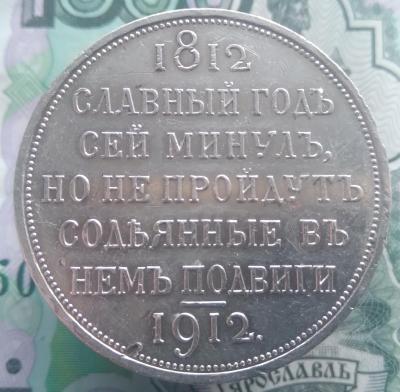 1812
СЛАВНЫЙ ГОДЪ
СЕЙ МИНУЛЪ,
НО НЕ ПРОЙДУТЪ
СОДѢЯННЫЕ ВЪ
НЕМЪ ПОДВИГИ
1912.
ЯРОСЛАВЛЬ